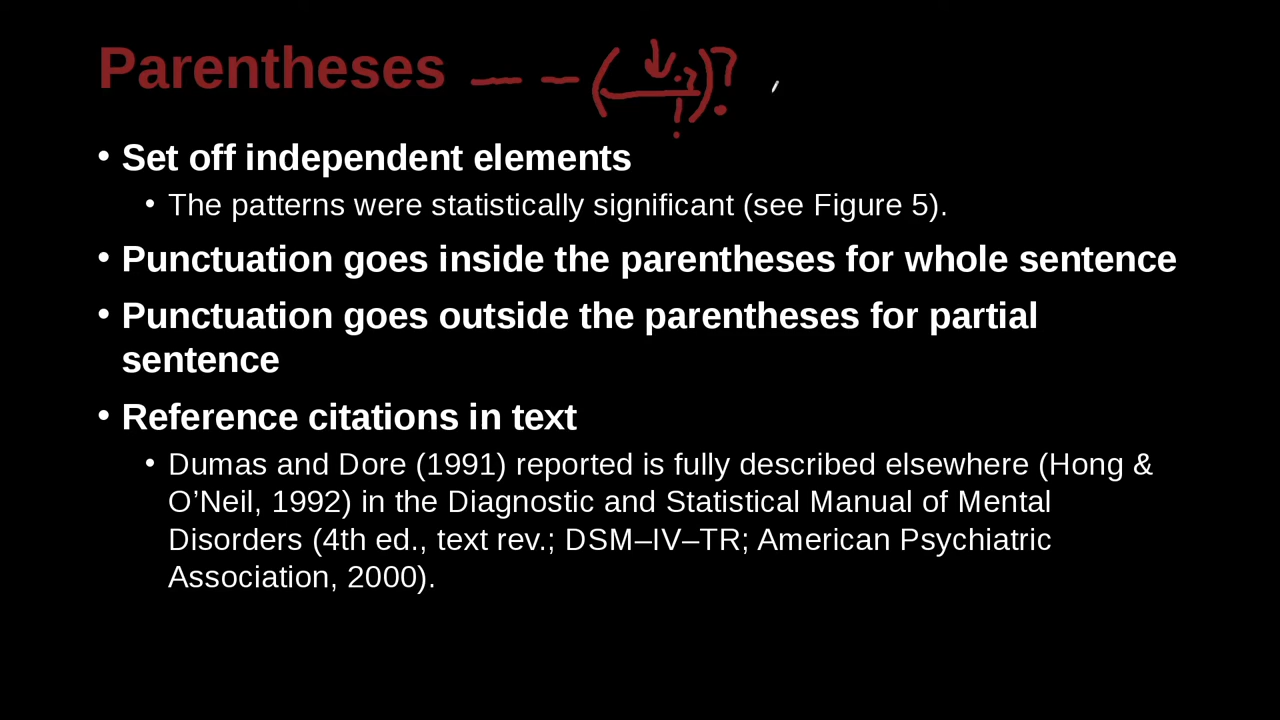 Parentheses — — ( . ? ! ) ?
• Set off independent elements
• The patterns were statistically significant (see Figure 5).
• Punctuation goes inside the parentheses for whole sentence
• Punctuation goes outside the parentheses for partial
sentence
• Reference citations in text
• Dumas and Dore (1991) reported is fully described elsewhere (Hong &
O’Neil, 1992) in the Diagnostic and Statistical Manual of Mental
Disorders (4th ed., text rev.; DSM–IV–TR; American Psychiatric
Association, 2000).